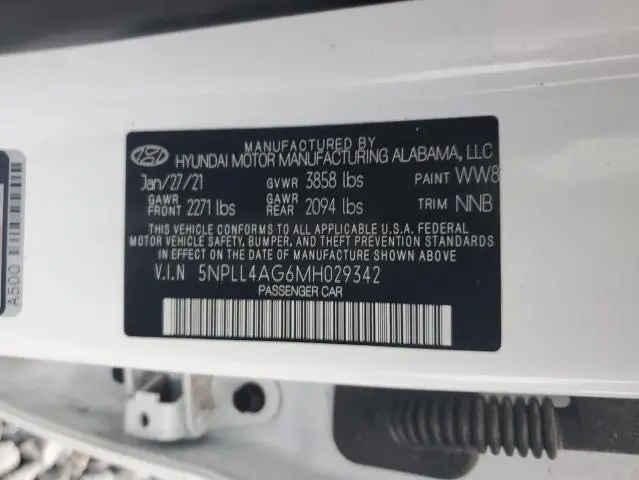 MANUFACTURED BY
HYUNDAI MOTOR MANUFACTURING ALABAMA, LLC
Jan/27/21 GVWR 3858 lbs PAINT WW8
GAWR FRONT 2271 lbs GAWR REAR 2094 lbs TRIM NNB
THIS VEHICLE CONFORMS TO ALL APPLICABLE U.S.A. FEDERAL
MOTOR VEHICLE SAFETY, BUMPER, AND THEFT PREVENTION STANDARDS
IN EFFECT ON THE DATE OF MANUFACTURE SHOWN ABOVE.
V.I.N 5NPLL4AG6MH029342
PASSENGER CAR
A500